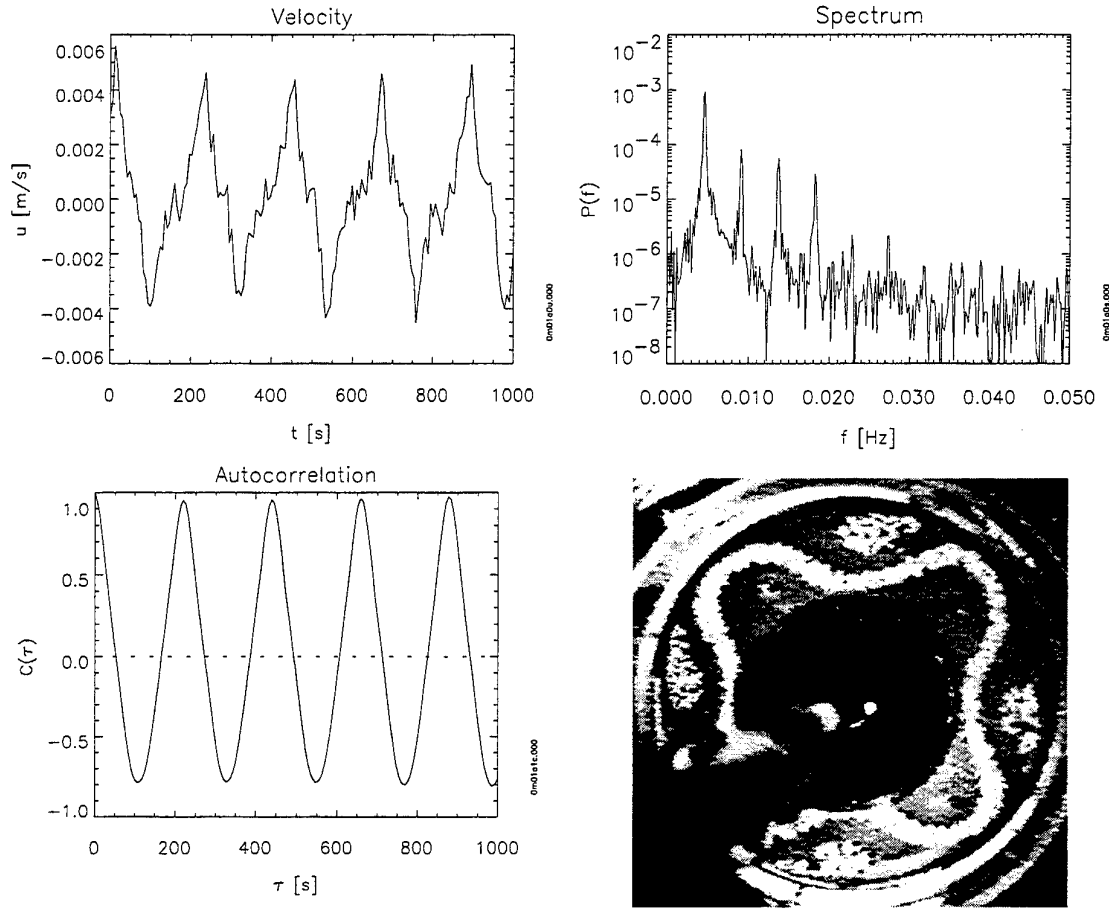 Velocity
0.006
0.004
0.002
0.000
−0.002
−0.004
−0.006
u [m/s]
0 200 400 600 800 1000
t [s]
0m01a0u.000
Spectrum
10⁻²
10⁻³
10⁻⁴
10⁻⁵
10⁻⁶
10⁻⁷
10⁻⁸
P(f)
0.000 0.010 0.020 0.030 0.040 0.050
f [Hz]
0m01a0s.000
Autocorrelation
1.0
0.5
0.0
−0.5
−1.0
C(τ)
0 200 400 600 800 1000
τ [s]
0m01a1c.000